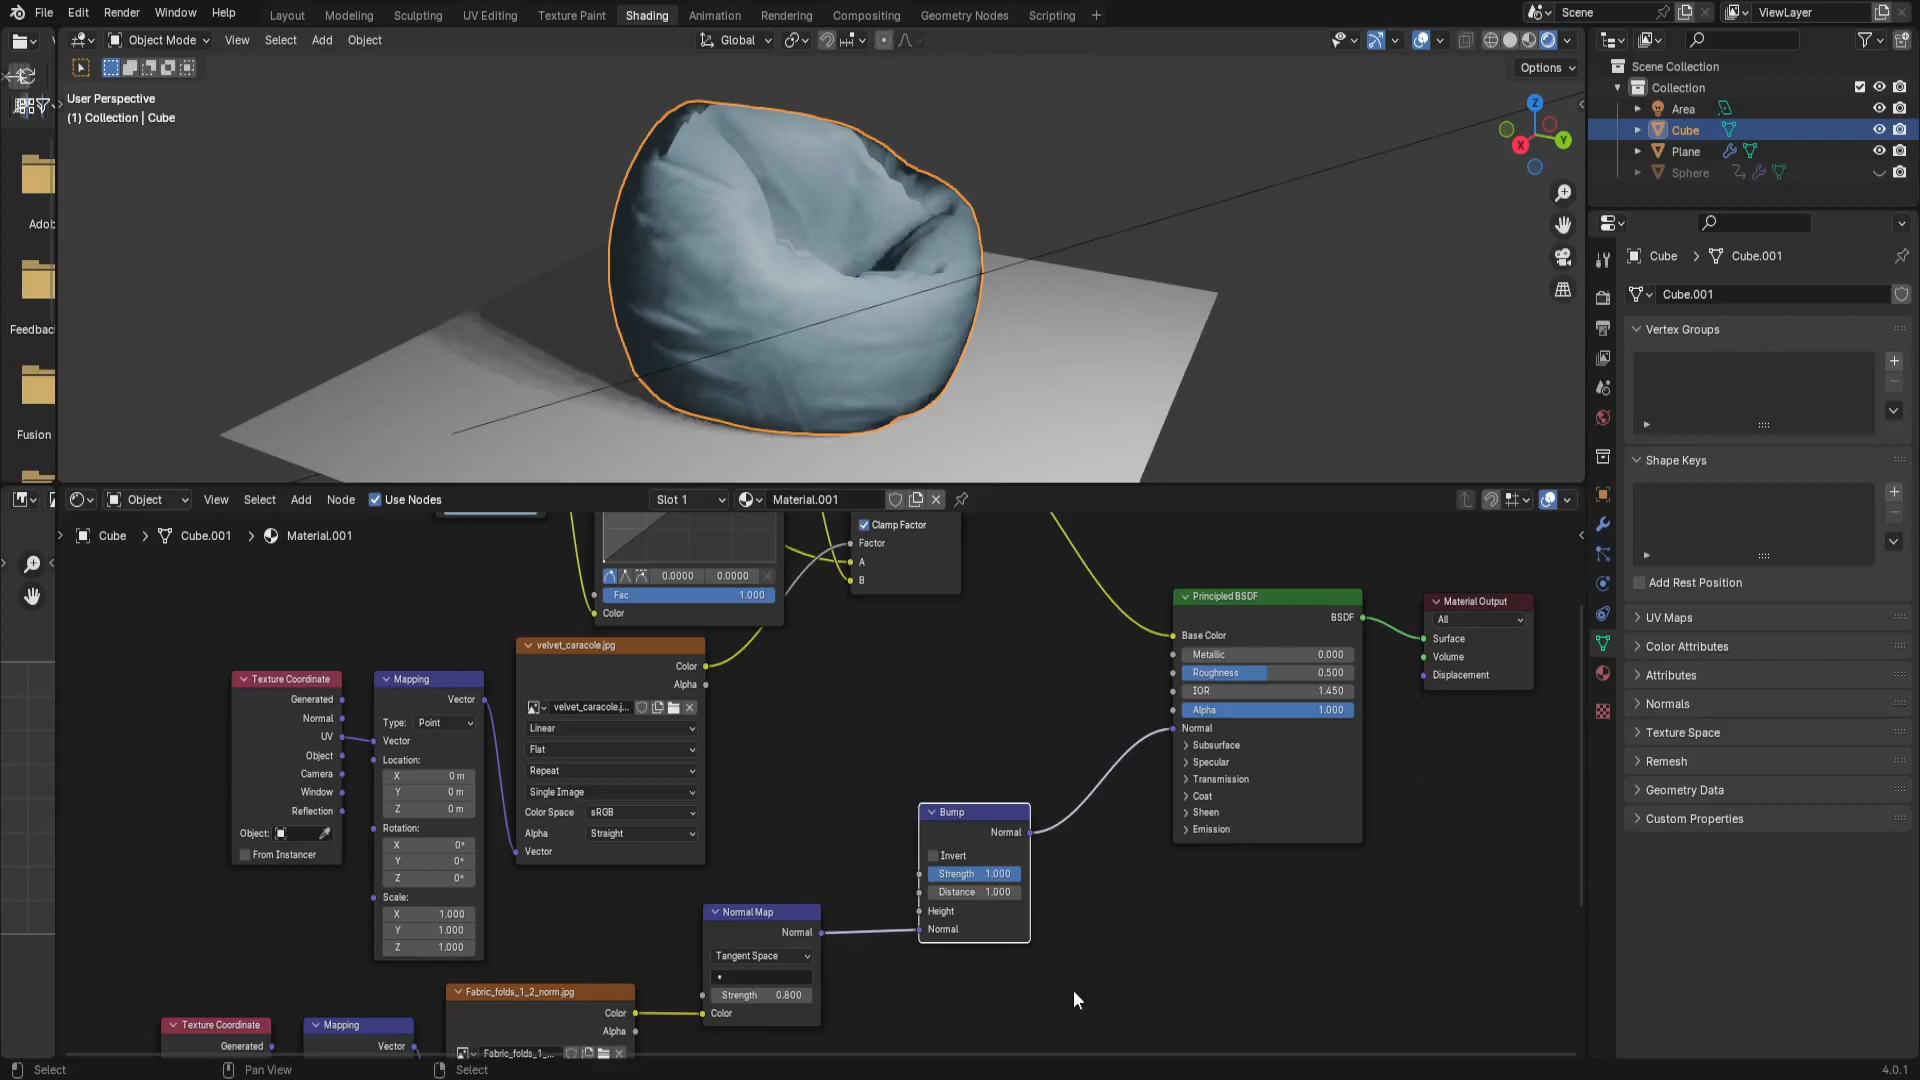 File Edit Render Window Help Layout Modeling Sculpting UV Editing Texture Paint Shading Animation Rendering Compositing Geometry Nodes Scripting + Scene ViewLayer
Object Mode View Select Add Object Global
Options
User Perspective
(1) Collection | Cube
X Y Z
Scene Collection
Collection
Area
Cube
Plane
Sphere
Adob
Feedback
Fusion
Cube > Cube.001
Cube.001
Vertex Groups
Shape Keys
Add Rest Position
UV Maps
Color Attributes
Attributes
Normals
Texture Space
Remesh
Geometry Data
Custom Properties
Object View Select Add Node Use Nodes Slot 1 Material.001
Cube > Cube.001 > Material.001
0.0000 0.0000
Fac 1.000
Color
Clamp Factor
Factor
A
B
velvet_caracole.jpg
Color
Alpha
velvet_caracole.j...
Linear
Flat
Repeat
Single Image
Color Space sRGB
Alpha Straight
Vector
Texture Coordinate
Generated
Normal
UV
Object
Camera
Window
Reflection
Object:
From Instancer
Mapping
Vector
Type: Point
Vector
Location:
X 0 m
Y 0 m
Z 0 m
Rotation:
X 0°
Y 0°
Z 0°
Scale:
X 1.000
Y 1.000
Z 1.000
Principled BSDF
BSDF
Base Color
Metallic 0.000
Roughness 0.500
IOR 1.450
Alpha 1.000
Normal
Subsurface
Specular
Transmission
Coat
Sheen
Emission
Material Output
All
Surface
Volume
Displacement
Bump
Normal
Invert
Strength 1.000
Distance 1.000
Height
Normal
Normal Map
Normal
Tangent Space
Strength 0.800
Color
Fabric_folds_1_2_norm.jpg
Color
Alpha
Fabric_folds_1_...
Texture Coordinate
Generated
Mapping
Vector
Select Pan View Select 4.0.1